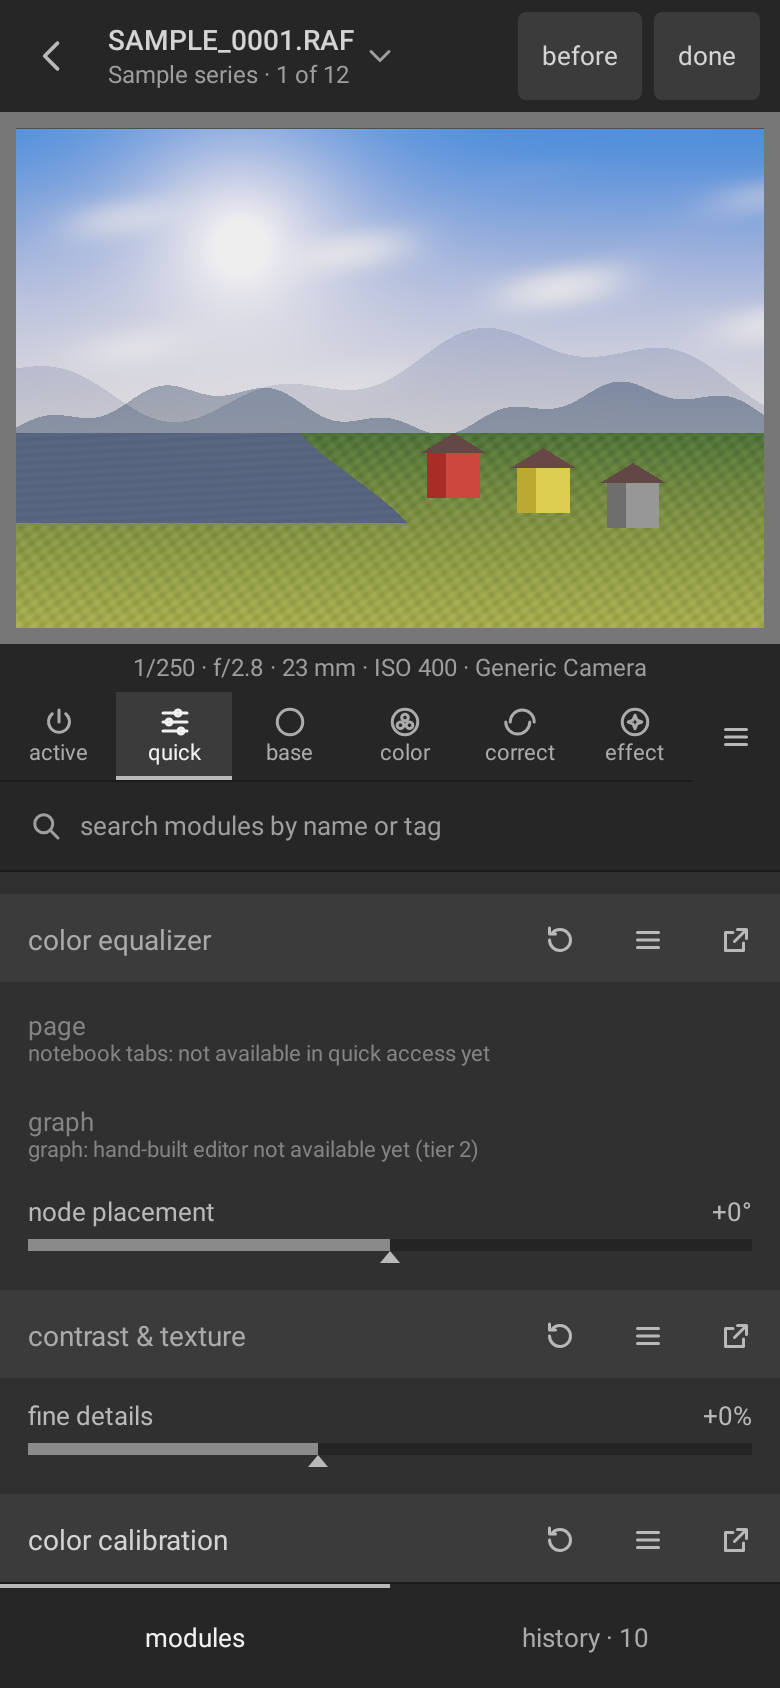 SAMPLE_0001.RAF
Sample series · 1 of 12
before
done
1/250 · f/2.8 · 23 mm · ISO 400 · Generic Camera
active
quick
base
color
correct
effect
search modules by name or tag
color equalizer
page
notebook tabs: not available in quick access yet
graph
graph: hand-built editor not available yet (tier 2)
node placement
+0°
contrast & texture
fine details
+0%
color calibration
modules
history · 10